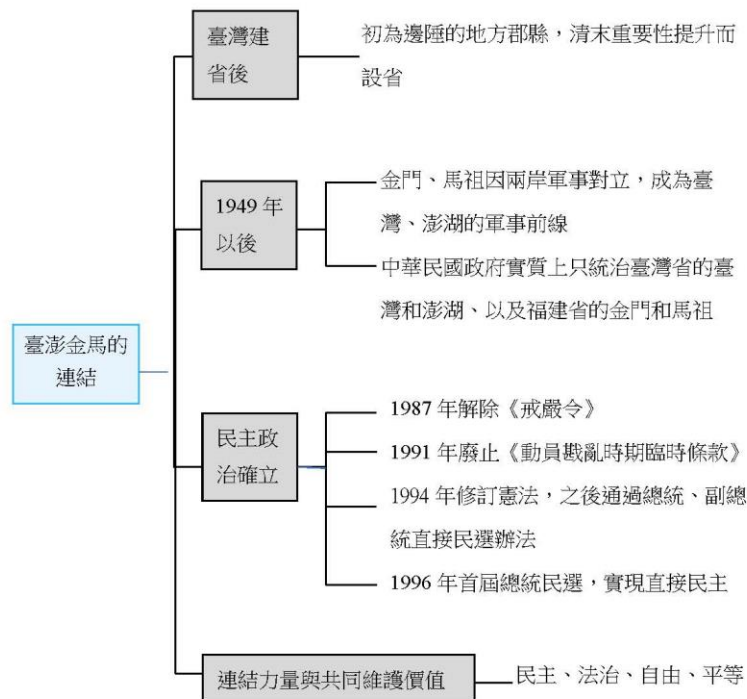 臺灣建
省後
初為邊陲的地方郡縣，清末重要性提升而
設省
1949 年
以後
金門、馬祖因兩岸軍事對立，成為臺
灣、澎湖的軍事前線
中華民國政府實質上只統治臺灣省的臺
灣和澎湖、以及福建省的金門和馬祖
臺澎金馬的
連結
民主政
治確立
1987 年解除《戒嚴令》
1991 年廢止《動員戡亂時期臨時條款》
1994 年修訂憲法，之後通過總統、副總
統直接民選辦法
1996 年首屆總統民選，實現直接民主
連結力量與共同維護價值
民主、法治、自由、平等